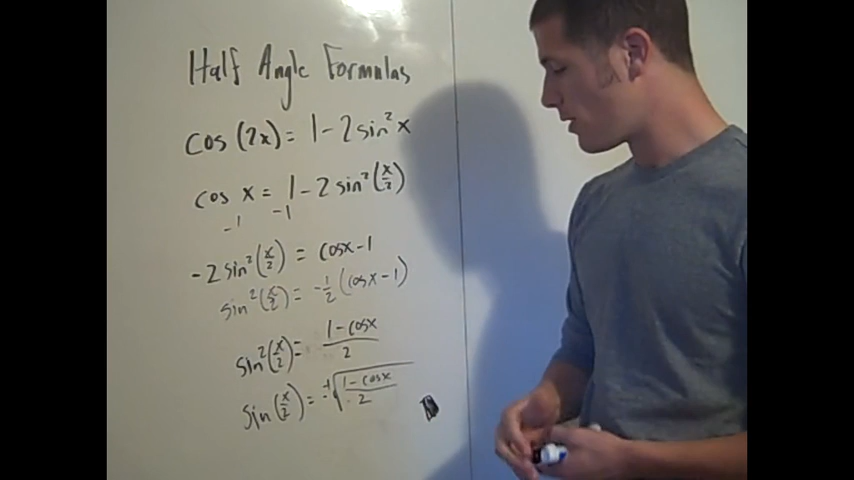 Half Angle Formulas
cos (2x) = 1 - 2 sin² x
cos x = 1 - 2 sin² (x/2)
-1 -1
-2 sin² (x/2) = cos x - 1
sin² (x/2) = -1/2 (cos x - 1)
sin² (x/2) = (1 - cos x)/2
sin (x/2) = ±√((1 - cos x)/2)